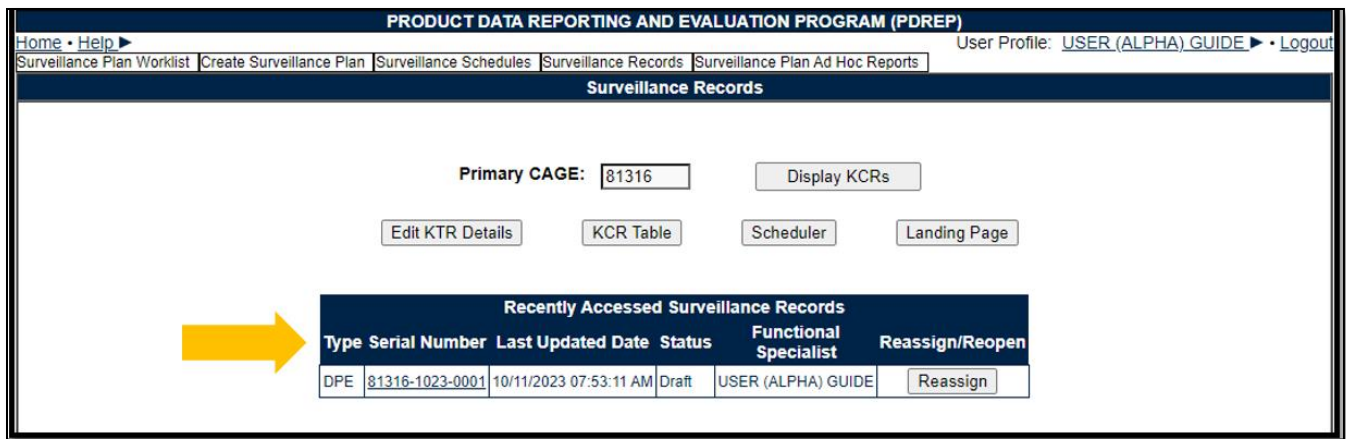 PRODUCT DATA REPORTING AND EVALUATION PROGRAM (PDREP)
Home • Help ▶ User Profile: USER (ALPHA) GUIDE ▶ • Logout
Surveillance Plan Worklist Create Surveillance Plan Surveillance Schedules Surveillance Records Surveillance Plan Ad Hoc Reports
Surveillance Records
Primary CAGE: 81316 Display KCRs
Edit KTR Details KCR Table Scheduler Landing Page
Recently Accessed Surveillance Records
Type Serial Number Last Updated Date Status Functional Specialist Reassign/Reopen
DPE 81316-1023-0001 10/11/2023 07:53:11 AM Draft USER (ALPHA) GUIDE Reassign